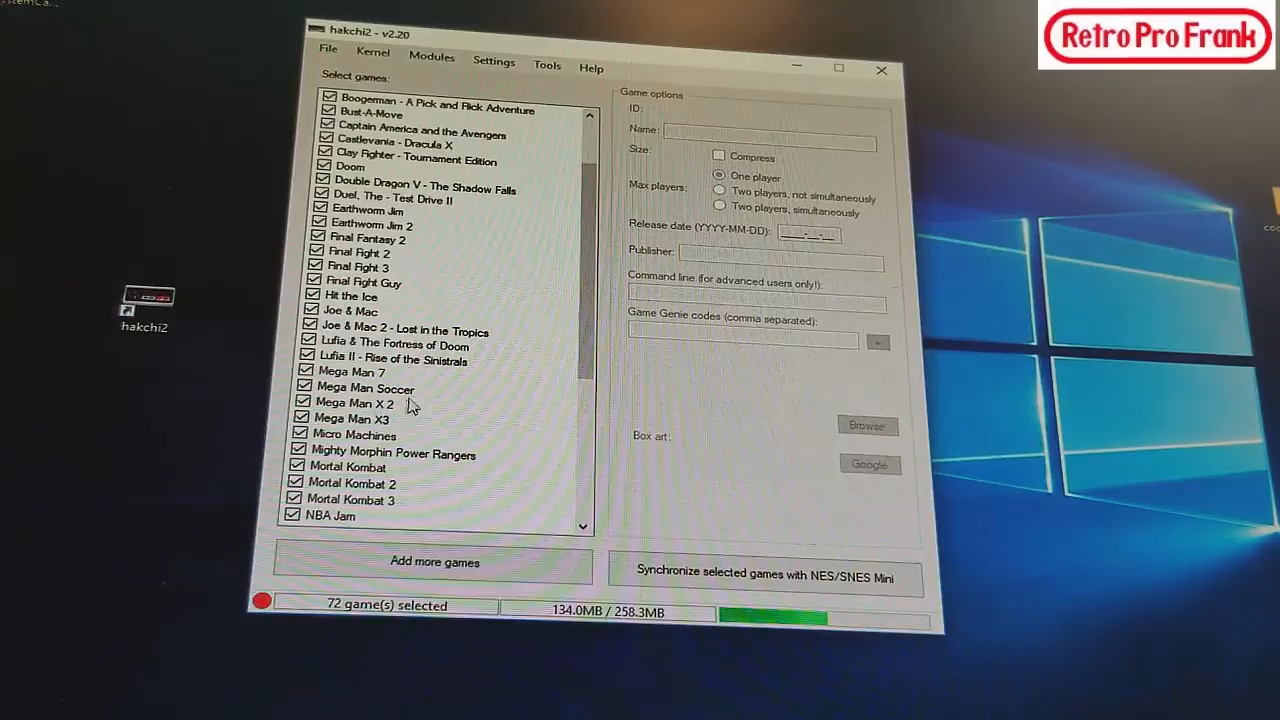 Retro Pro Frank
hakchi2 - v2.20
File Kernel Modules Settings Tools Help
Select games:
Boogerman - A Pick and Flick Adventure
Bust-A-Move
Captain America and the Avengers
Castlevania - Dracula X
Clay Fighter - Tournament Edition
Doom
Double Dragon V - The Shadow Falls
Duel, The - Test Drive II
Earthworm Jim
Earthworm Jim 2
Final Fantasy 2
Final Fight 2
Final Fight 3
Final Fight Guy
Hit the Ice
Joe & Mac
Joe & Mac 2 - Lost in the Tropics
Lufia & The Fortress of Doom
Lufia II - Rise of the Sinistrals
Mega Man 7
Mega Man Soccer
Mega Man X 2
Mega Man X3
Micro Machines
Mighty Morphin Power Rangers
Mortal Kombat
Mortal Kombat 2
Mortal Kombat 3
NBA Jam
Add more games
72 game(s) selected
134.0MB / 258.3MB
Game options
ID:
Name:
Size:
Compress
Max players:
One player
Two players, not simultaneously
Two players, simultaneously
Release date (YYYY-MM-DD): ____-__-__
Publisher:
Command line (for advanced users only!):
Game Genie codes (comma separated):
+
Box art:
Browse
Google
Synchronize selected games with NES/SNES Mini
hakchi2